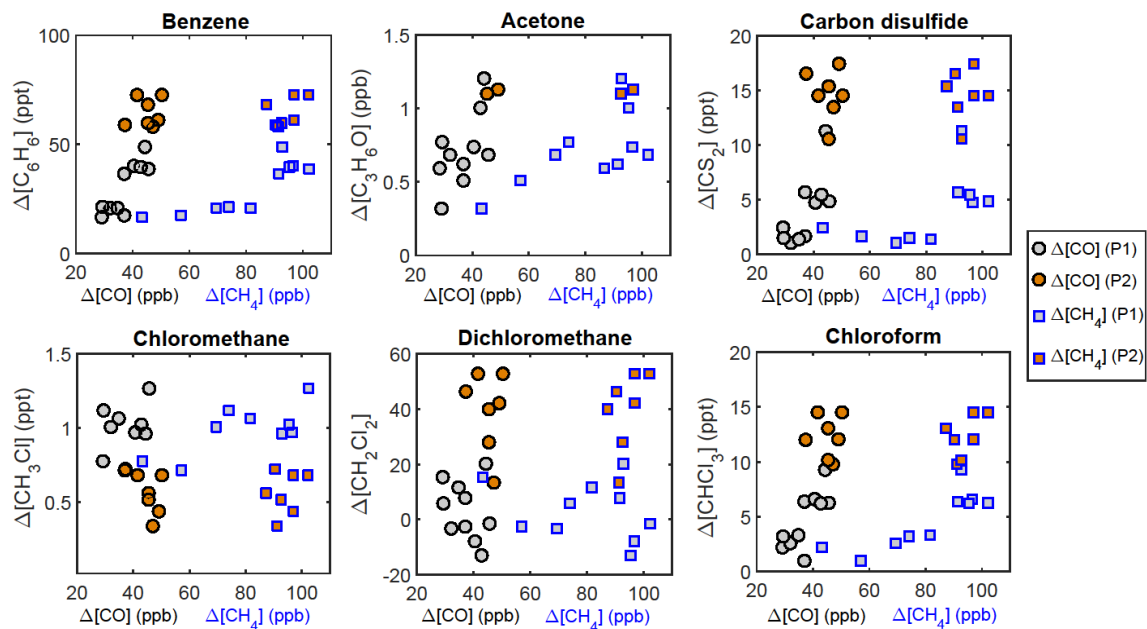 Benzene
Acetone
Carbon disulfide
Δ[C₆H₆] (ppt)
100
50
0
20 40 60 80 100
Δ[CO] (ppb) Δ[CH₄] (ppb)
Δ[C₃H₆O] (ppb)
1.5
1
0.5
0
20 40 60 80 100
Δ[CO] (ppb) Δ[CH₄] (ppb)
Δ[CS₂] (ppt)
20
15
10
5
0
20 40 60 80 100
Δ[CO] (ppb) Δ[CH₄] (ppb)
Δ[CO] (P1)
Δ[CO] (P2)
Δ[CH₄] (P1)
Δ[CH₄] (P2)
Chloromethane
Dichloromethane
Chloroform
Δ[CH₃Cl] (ppt)
1.5
1
0.5
20 40 60 80 100
Δ[CO] (ppb) Δ[CH₄] (ppb)
Δ[CH₂Cl₂]
60
40
20
0
-20
20 40 60 80 100
Δ[CO] (ppb) Δ[CH₄] (ppb)
Δ[CHCl₃] (ppt)
20
15
10
5
0
20 40 60 80 100
Δ[CO] (ppb) Δ[CH₄] (ppb)